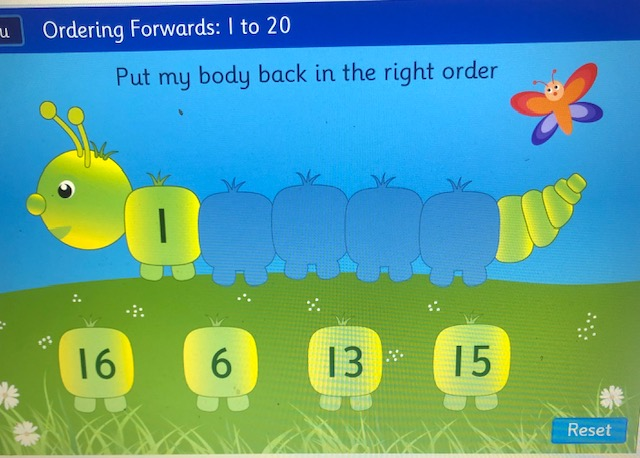 u
Ordering Forwards: 1 to 20
Put my body back in the right order
1
16 6 13 15
Reset